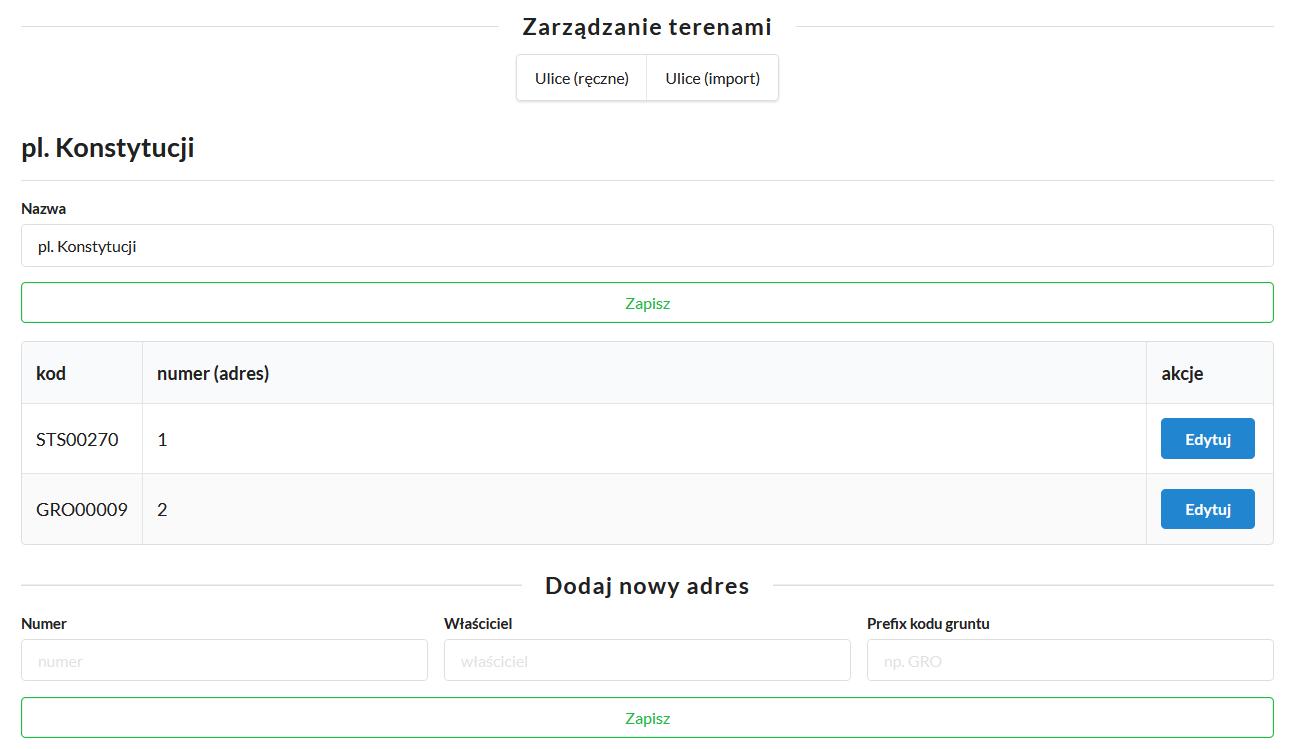 Zarządzanie terenami
Ulice (ręczne) Ulice (import)
pl. Konstytucji
Nazwa
pl. Konstytucji
Zapisz
kod numer (adres) akcje
STS00270 1 Edytuj
GRO00009 2 Edytuj
Dodaj nowy adres
Numer Właściciel Prefix kodu gruntu
numer właściciel np. GRO
Zapisz